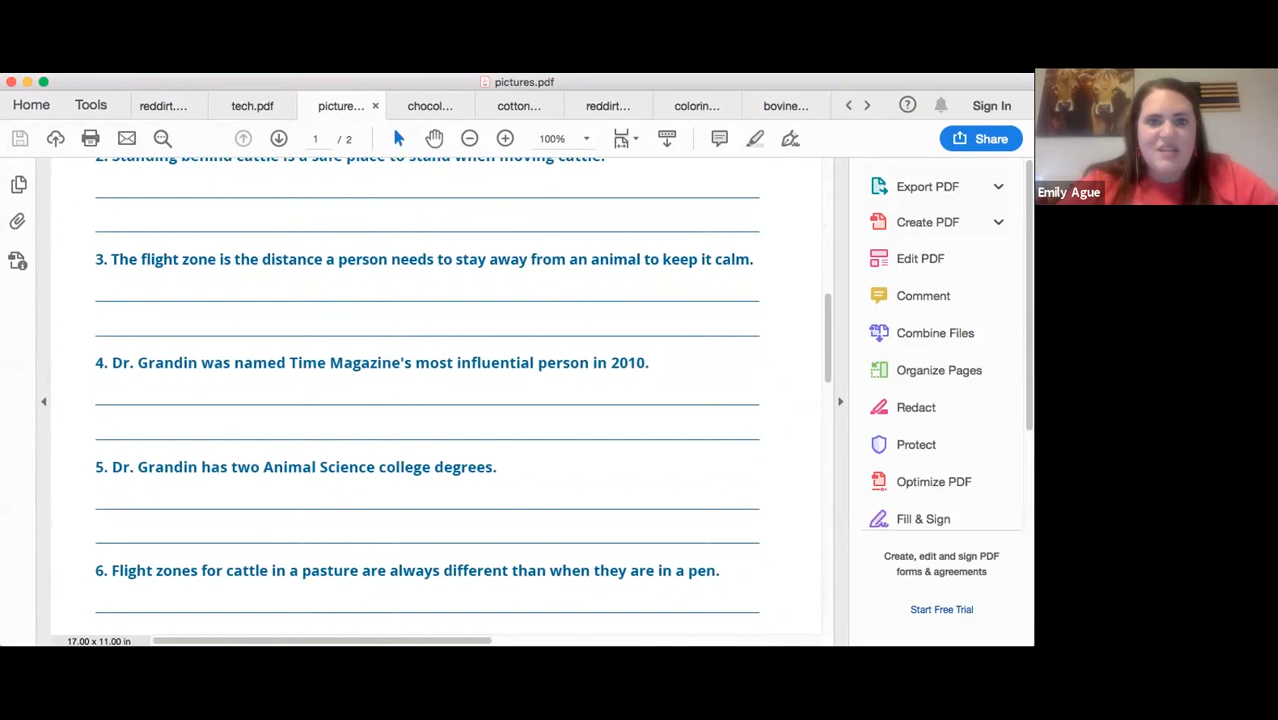 pictures.pdf
Home Tools reddirt.... tech.pdf picture... × chocol... cotton... reddirt... colorin... bovine... Sign In
1 / 2 100% Share
2. Standing behind cattle is a safe place to stand when moving cattle.
3. The flight zone is the distance a person needs to stay away from an animal to keep it calm.
4. Dr. Grandin was named Time Magazine's most influential person in 2010.
5. Dr. Grandin has two Animal Science college degrees.
6. Flight zones for cattle in a pasture are always different than when they are in a pen.
17.00 x 11.00 in
Export PDF
Create PDF
Edit PDF
Comment
Combine Files
Organize Pages
Redact
Protect
Optimize PDF
Fill & Sign
Create, edit and sign PDF
forms & agreements
Start Free Trial
Emily Ague